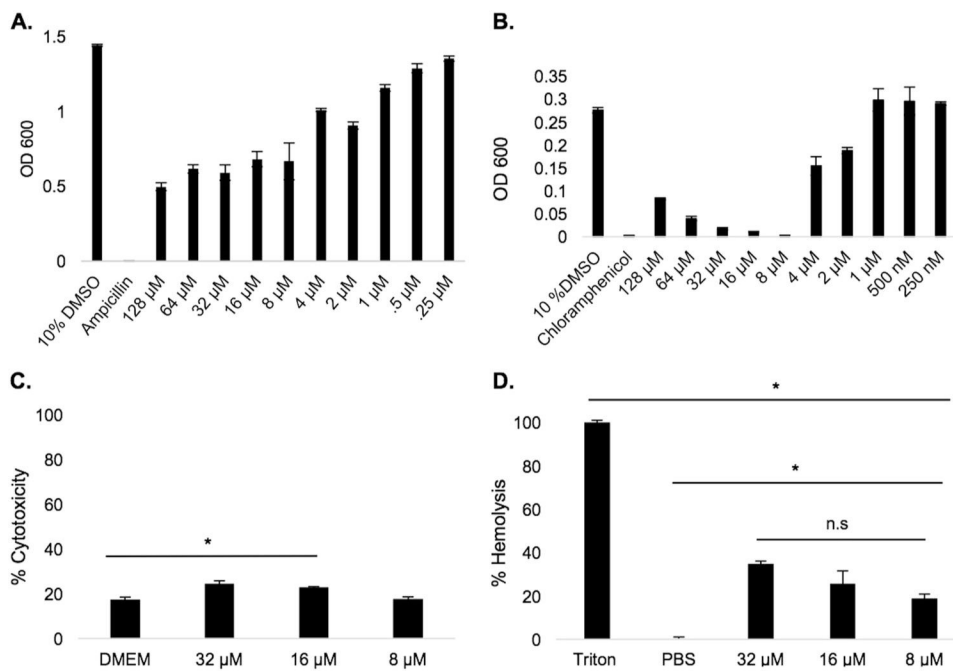 A.
OD 600
1.5
1
0.5
0
10% DMSO
Ampicillin
128 µM
64 µM
32 µM
16 µM
8 µM
4 µM
2 µM
1 µM
.5 µM
.25 µM
B.
OD 600
0.35
0.3
0.25
0.2
0.15
0.1
0.05
0
10 %DMSO
Chloramphenicol
128 µM
64 µM
32 µM
16 µM
8 µM
4 µM
2 µM
1 µM
500 nM
250 nM
C.
% Cytotoxicity
100
80
60
40
20
0
*
DMEM
32 µM
16 µM
8 µM
D.
% Hemolysis
100
80
60
40
20
0
*
*
n.s
Triton
PBS
32 µM
16 µM
8 µM